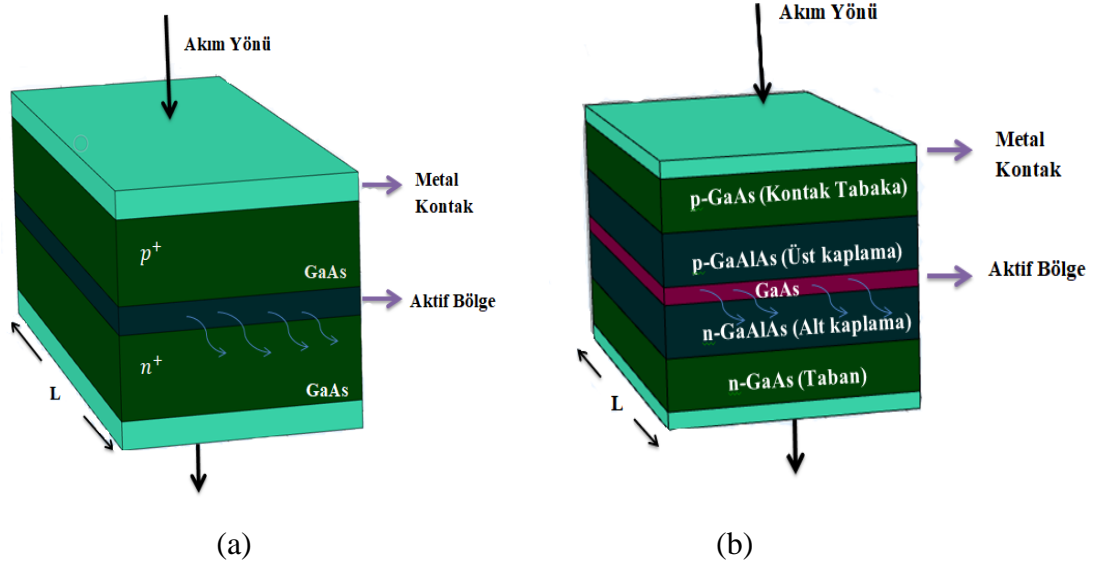 Akım Yönü
Metal
Kontak
p⁺
GaAs
Aktif Bölge
n⁺
GaAs
L
(a)
Akım Yönü
Metal
Kontak
p-GaAs (Kontak Tabaka)
p-GaAlAs (Üst kaplama)
Aktif Bölge
GaAs
n-GaAlAs (Alt kaplama)
n-GaAs (Taban)
L
(b)